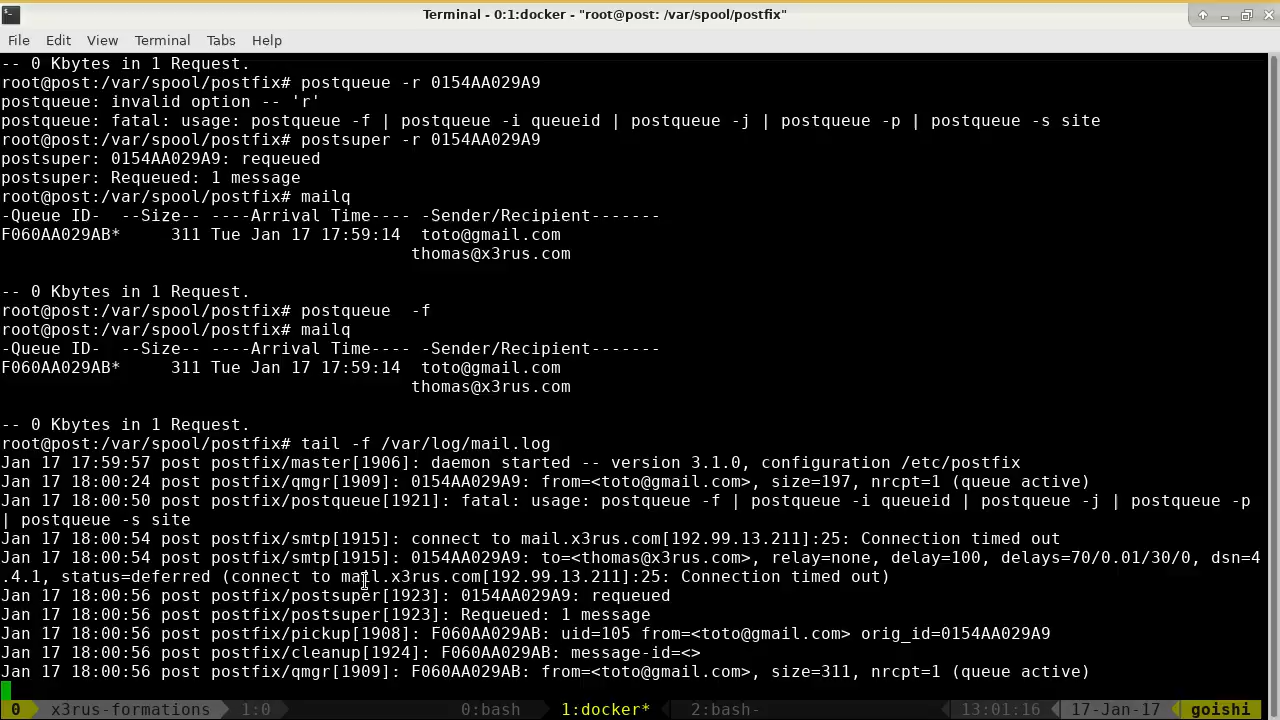 Terminal - 0:1:docker - "root@post: /var/spool/postfix"
File Edit View Terminal Tabs Help
-- 0 Kbytes in 1 Request.
root@post:/var/spool/postfix# postqueue -r 0154AA029A9
postqueue: invalid option -- 'r'
postqueue: fatal: usage: postqueue -f | postqueue -i queueid | postqueue -j | postqueue -p | postqueue -s site
root@post:/var/spool/postfix# postsuper -r 0154AA029A9
postsuper: 0154AA029A9: requeued
postsuper: Requeued: 1 message
root@post:/var/spool/postfix# mailq
-Queue ID-  --Size-- ----Arrival Time---- -Sender/Recipient-------
F060AA029AB*     311 Tue Jan 17 17:59:14  toto@gmail.com
                                         thomas@x3rus.com
-- 0 Kbytes in 1 Request.
root@post:/var/spool/postfix# postqueue  -f
root@post:/var/spool/postfix# mailq
-Queue ID-  --Size-- ----Arrival Time---- -Sender/Recipient-------
F060AA029AB*     311 Tue Jan 17 17:59:14  toto@gmail.com
                                         thomas@x3rus.com
-- 0 Kbytes in 1 Request.
root@post:/var/spool/postfix# tail -f /var/log/mail.log
Jan 17 17:59:57 post postfix/master[1906]: daemon started -- version 3.1.0, configuration /etc/postfix
Jan 17 18:00:24 post postfix/qmgr[1909]: 0154AA029A9: from=<toto@gmail.com>, size=197, nrcpt=1 (queue active)
Jan 17 18:00:50 post postfix/postqueue[1921]: fatal: usage: postqueue -f | postqueue -i queueid | postqueue -j | postqueue -p
| postqueue -s site
Jan 17 18:00:54 post postfix/smtp[1915]: connect to mail.x3rus.com[192.99.13.211]:25: Connection timed out
Jan 17 18:00:54 post postfix/smtp[1915]: 0154AA029A9: to=<thomas@x3rus.com>, relay=none, delay=100, delays=70/0.01/30/0, dsn=4
.4.1, status=deferred (connect to mail.x3rus.com[192.99.13.211]:25: Connection timed out)
Jan 17 18:00:56 post postfix/postsuper[1923]: 0154AA029A9: requeued
Jan 17 18:00:56 post postfix/postsuper[1923]: Requeued: 1 message
Jan 17 18:00:56 post postfix/pickup[1908]: F060AA029AB: uid=105 from=<toto@gmail.com> orig_id=0154AA029A9
Jan 17 18:00:56 post postfix/cleanup[1924]: F060AA029AB: message-id=<>
Jan 17 18:00:56 post postfix/qmgr[1909]: F060AA029AB: from=<toto@gmail.com>, size=311, nrcpt=1 (queue active)
0 x3rus-formations 1:0 0:bash 1:docker* 2:bash- 13:01:16 17-Jan-17 goishi